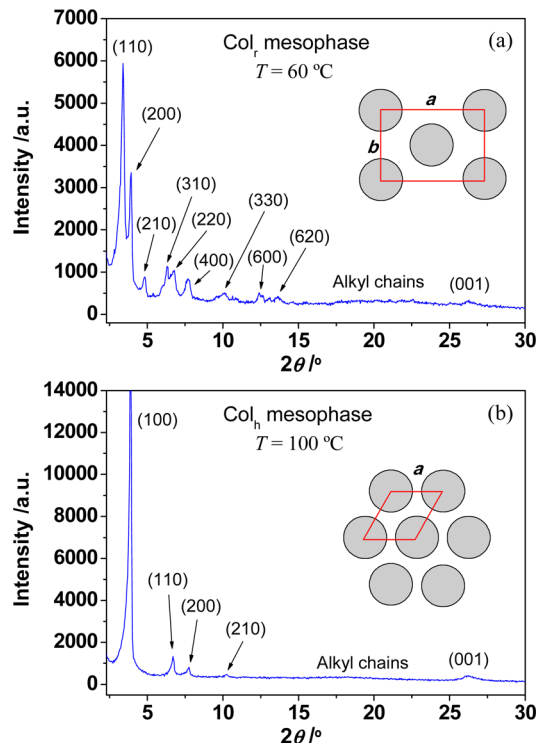 7000
6000
5000
4000
3000
2000
1000
0
Intensity /a.u.
(110)
Col_r mesophase
(a)
T = 60 ºC
(200)
a
b
(310)
(210)
(220)
(400)
(330)
(600)
(620)
Alkyl chains
(001)
5 10 15 20 25 30
2θ /º
14000
12000
10000
8000
6000
4000
2000
0
Intensity /a.u.
(100)
Col_h mesophase
(b)
T = 100 ºC
a
(110)
(200)
(210)
Alkyl chains
(001)
5 10 15 20 25 30
2θ /º